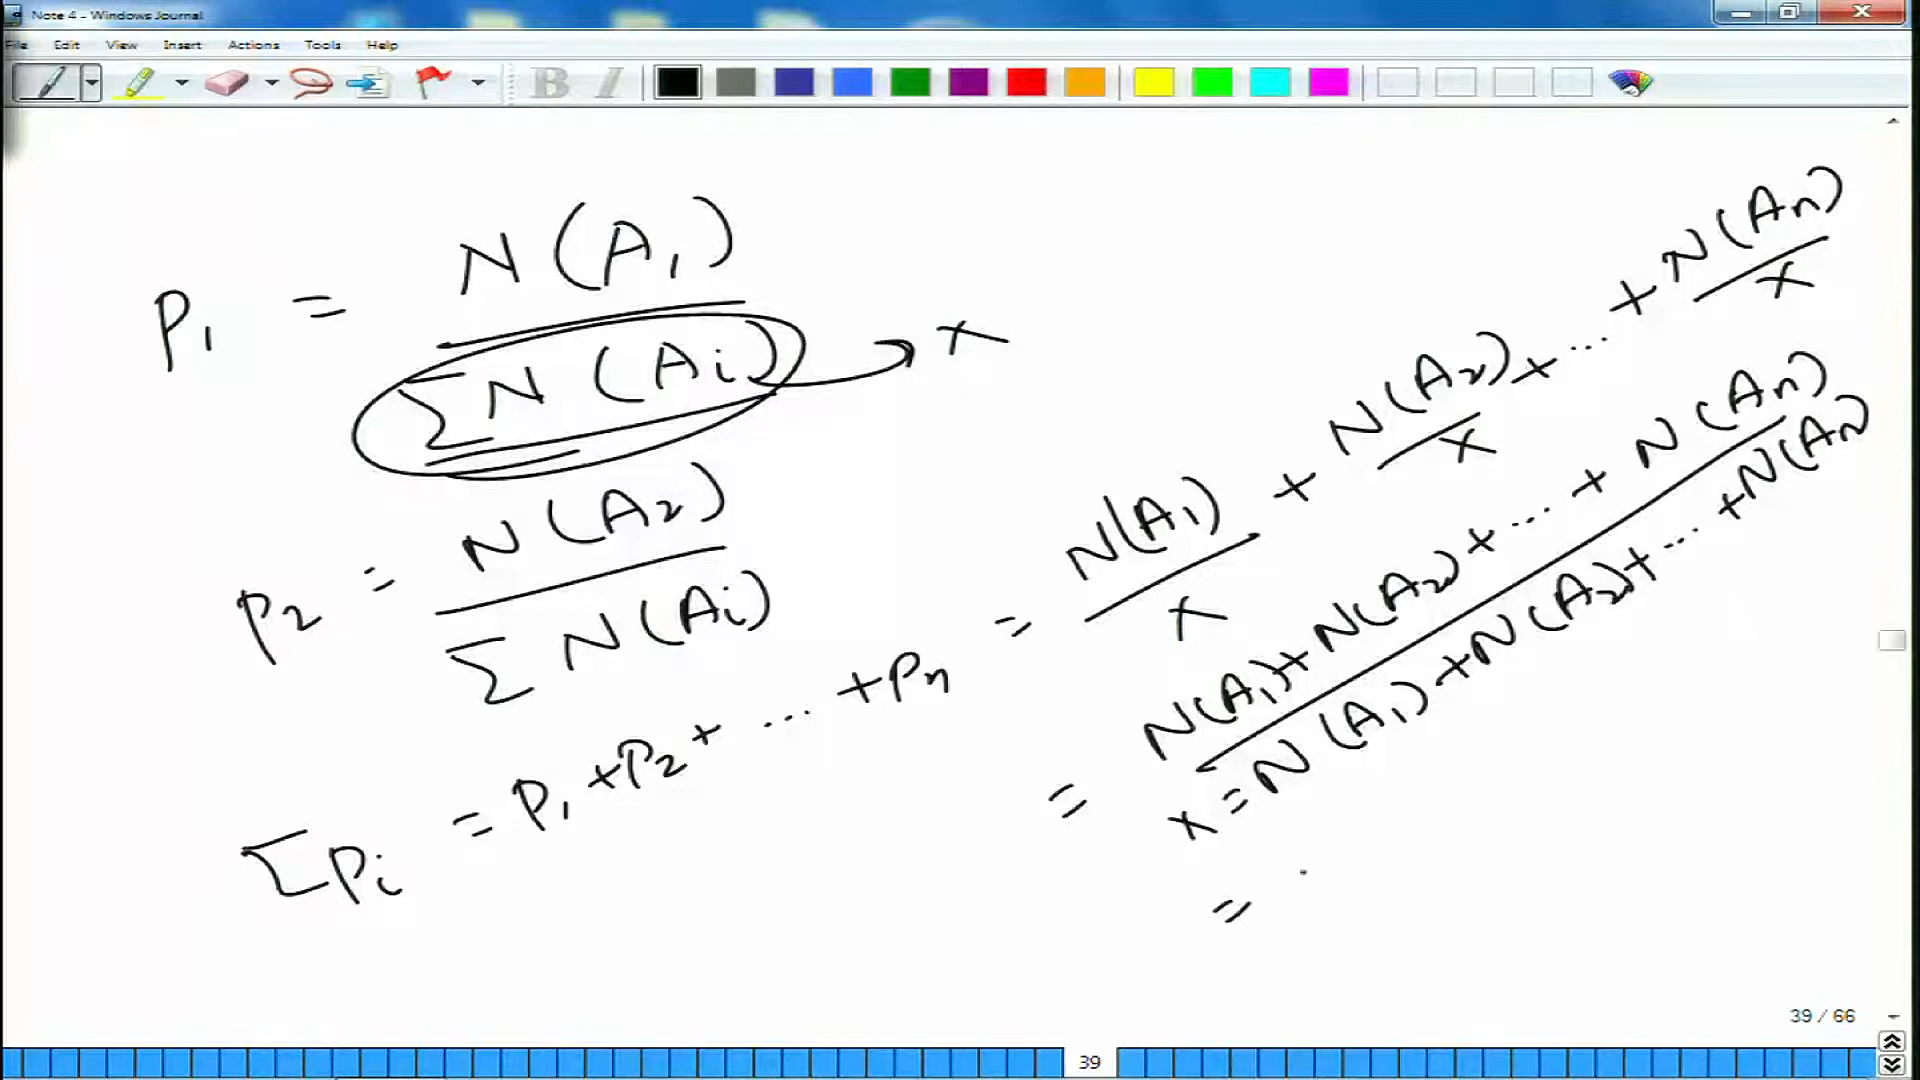 Note 4 - Windows Journal
File Edit View Insert Actions Tools Help
B I
P₁ = N(A₁) / ΣN(Ai) → x
P₂ = N(A₂) / Σ N(Ai)
ΣPi = P₁ + P₂ + ... + Pn = N(A₁)/x + N(A₂)/x + ... + N(An)/x
= N(A₁) + N(A₂) + ... + N(An) / x = N(A₁) + N(A₂) + ... + N(An)
=
39 / 66
39